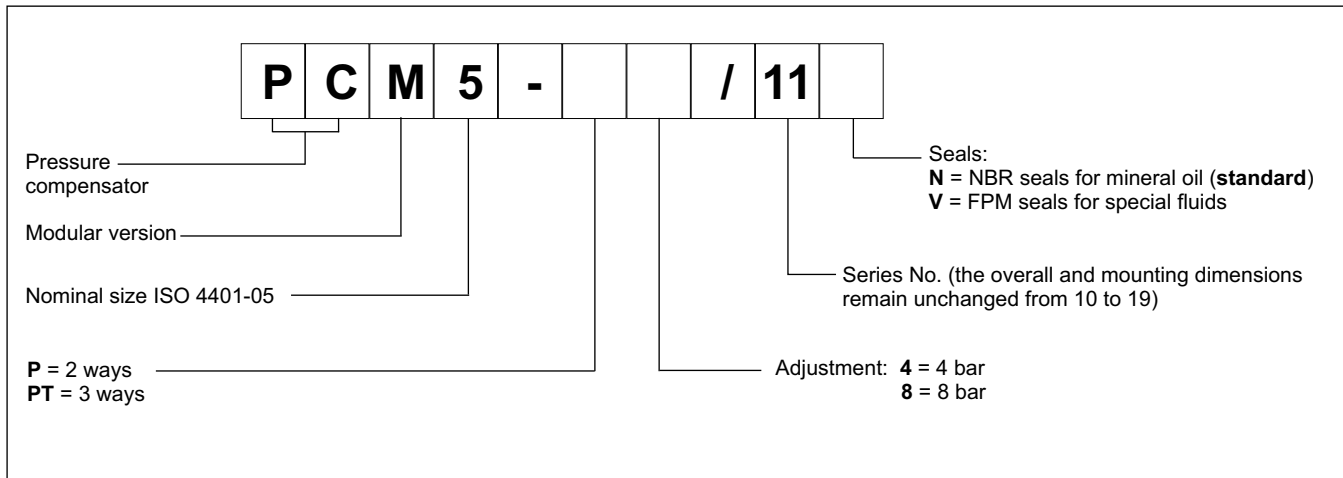 P C M 5 - / 11
Pressure
compensator
Modular version
Nominal size ISO 4401-05
P = 2 ways
PT = 3 ways
Seals:
N = NBR seals for mineral oil (standard)
V = FPM seals for special fluids
Series No. (the overall and mounting dimensions
remain unchanged from 10 to 19)
Adjustment: 4 = 4 bar
8 = 8 bar